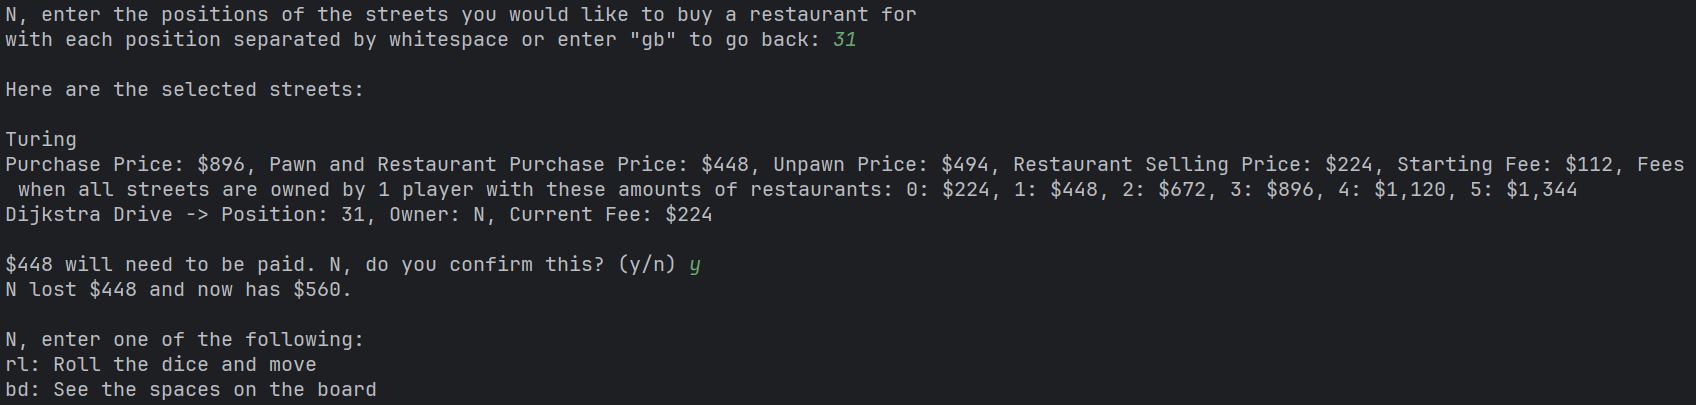 N, enter the positions of the streets you would like to buy a restaurant for
with each position separated by whitespace or enter "gb" to go back: 31
Here are the selected streets:
Turing
Purchase Price: $896, Pawn and Restaurant Purchase Price: $448, Unpawn Price: $494, Restaurant Selling Price: $224, Starting Fee: $112, Fees
when all streets are owned by 1 player with these amounts of restaurants: 0: $224, 1: $448, 2: $672, 3: $896, 4: $1,120, 5: $1,344
Dijkstra Drive -> Position: 31, Owner: N, Current Fee: $224
$448 will need to be paid. N, do you confirm this? (y/n) y
N lost $448 and now has $560.
N, enter one of the following:
rl: Roll the dice and move
bd: See the spaces on the board